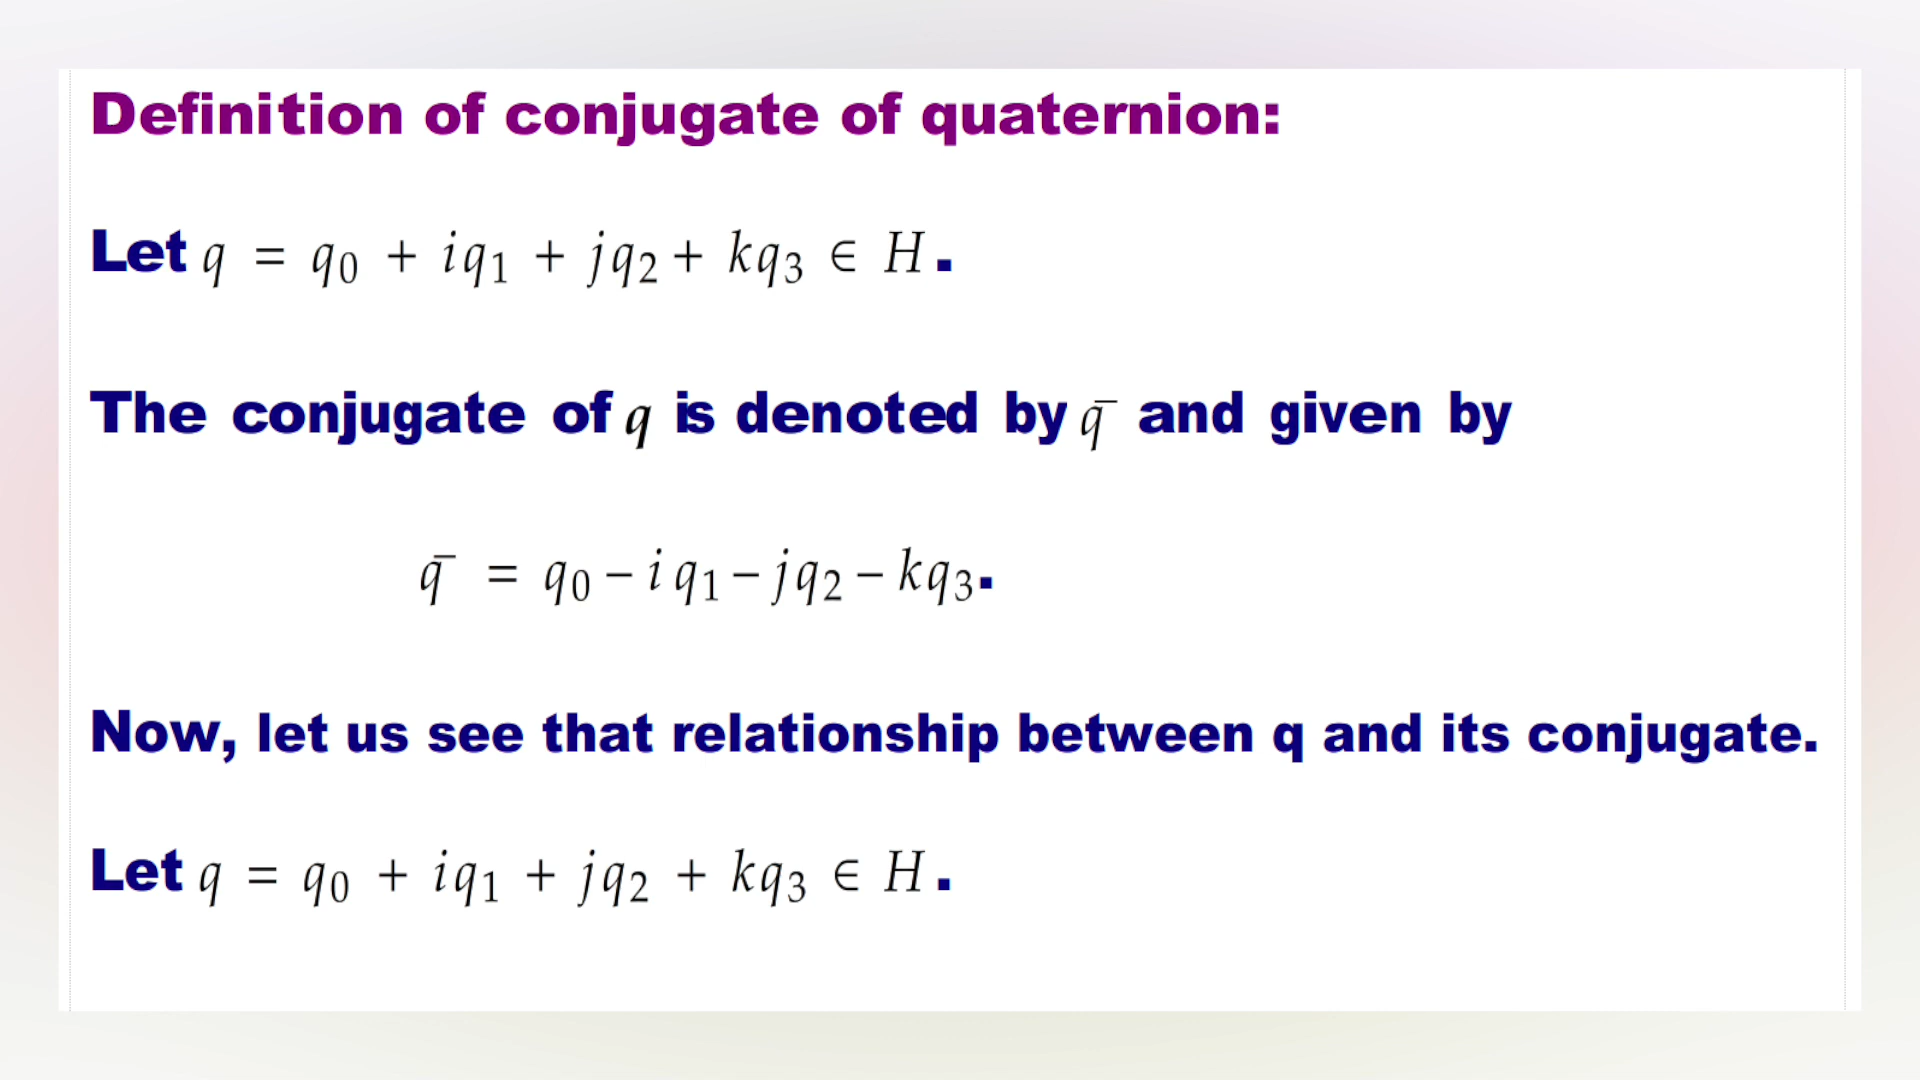 Definition of conjugate of quaternion:
Let q = q₀ + iq₁ + jq₂ + kq₃ ∈ H.
The conjugate of q is denoted by q̄ and given by
q̄ = q₀ – i q₁ – jq₂ – kq₃.
Now, let us see that relationship between q and its conjugate.
Let q = q₀ + iq₁ + jq₂ + kq₃ ∈ H.